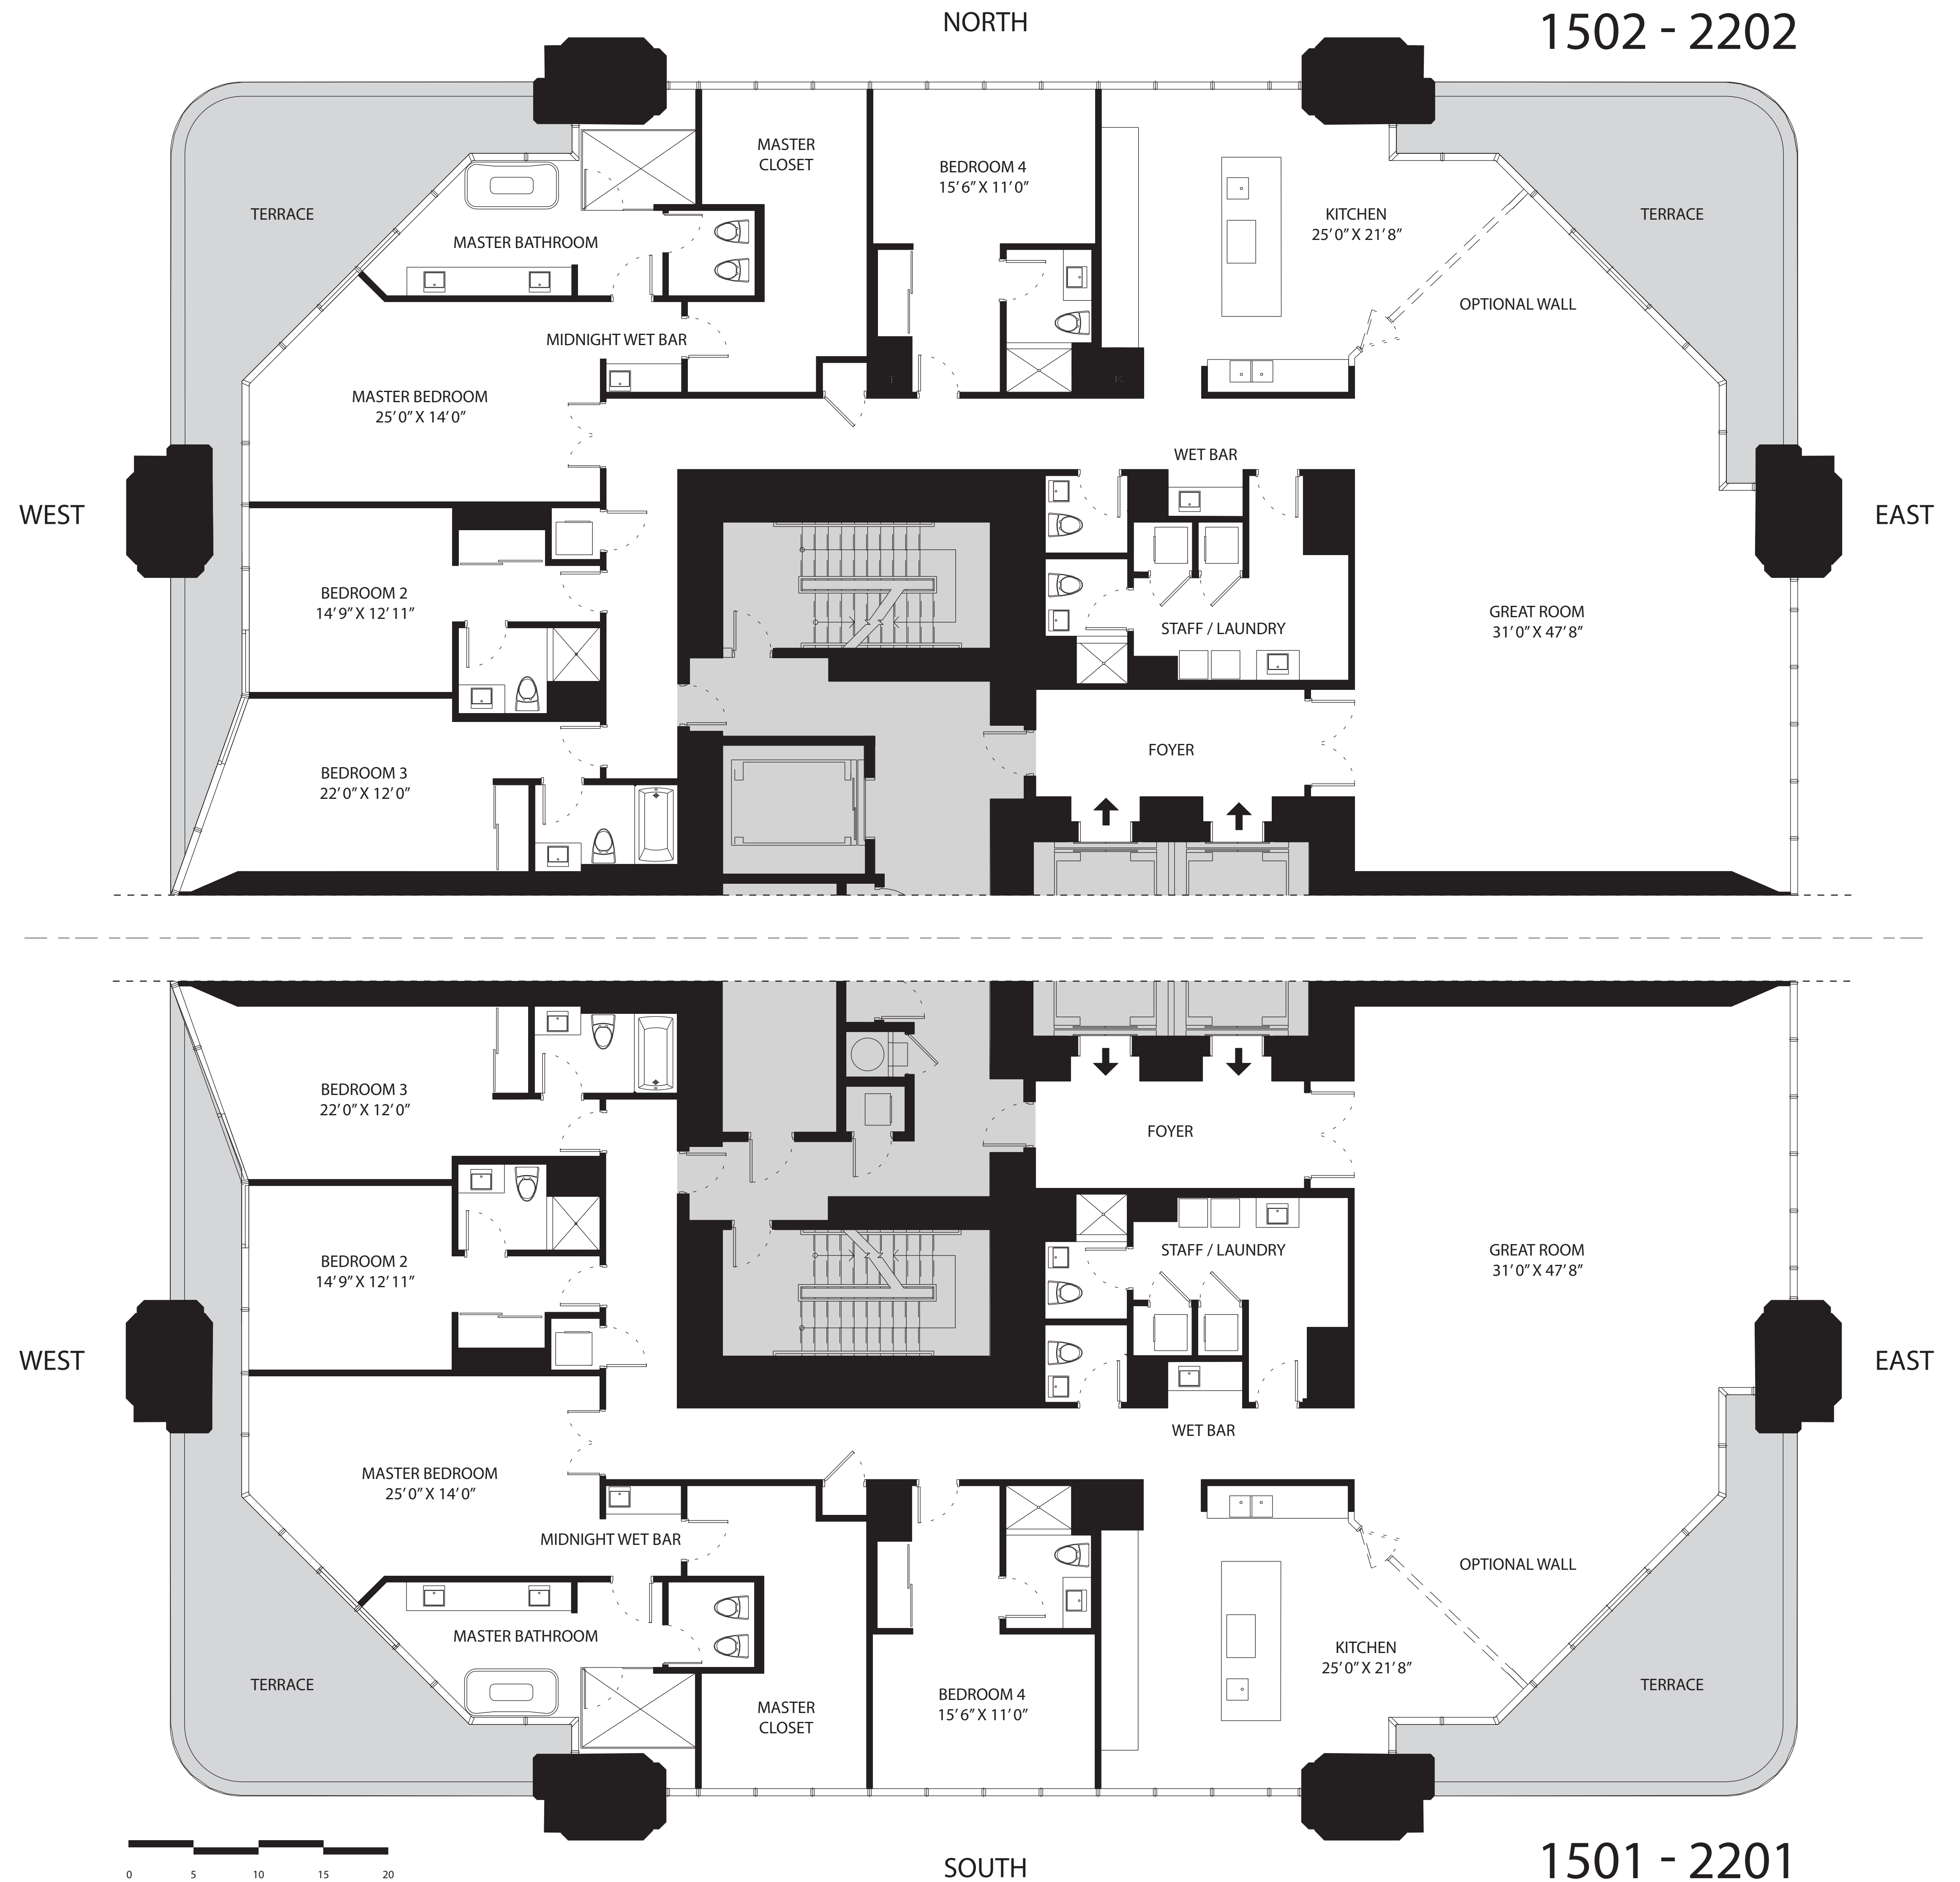 NORTH
1502 - 2202
MASTER
CLOSET
BEDROOM 4
15'6" X 11'0"
TERRACE
MASTER BATHROOM
KITCHEN
25'0" X 21'8"
TERRACE
OPTIONAL WALL
MIDNIGHT WET BAR
T
K
MASTER BEDROOM
25'0" X 14'0"
WET BAR
WEST
EAST
BEDROOM 2
14'9" X 12'11"
STAFF / LAUNDRY
GREAT ROOM
31'0" X 47'8"
FOYER
BEDROOM 3
22'0" X 12'0"
BEDROOM 3
22'0" X 12'0"
FOYER
BEDROOM 2
14'9" X 12'11"
STAFF / LAUNDRY
GREAT ROOM
31'0" X 47'8"
WEST
EAST
WET BAR
MASTER BEDROOM
25'0" X 14'0"
MIDNIGHT WET BAR
OPTIONAL WALL
MASTER BATHROOM
KITCHEN
25'0" X 21'8"
TERRACE
BEDROOM 4
15'6" X 11'0"
MASTER
CLOSET
TERRACE
0 5 10 15 20
SOUTH
1501 - 2201